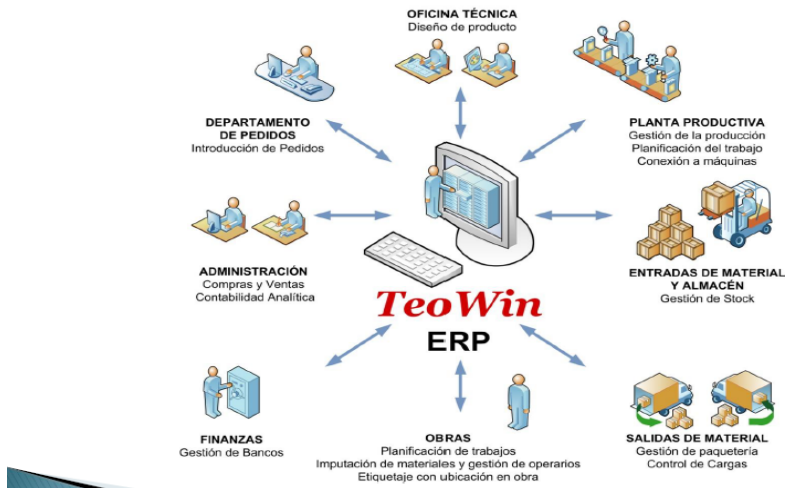 OFICINA TÉCNICA
Diseño de producto
DEPARTAMENTO
DE PEDIDOS
Introducción de Pedidos
PLANTA PRODUCTIVA
Gestión de la producción
Planificación del trabajo
Conexión a máquinas
ADMINISTRACIÓN
Compras y Ventas
Contabilidad Analítica
ENTRADAS DE MATERIAL
Y ALMACÉN
Gestión de Stock
TeoWin
ERP
FINANZAS
Gestión de Bancos
OBRAS
Planificación de trabajos
Imputación de materiales y gestión de operarios
Etiquetaje con ubicación en obra
SALIDAS DE MATERIAL
Gestión de paquetería
Control de Cargas